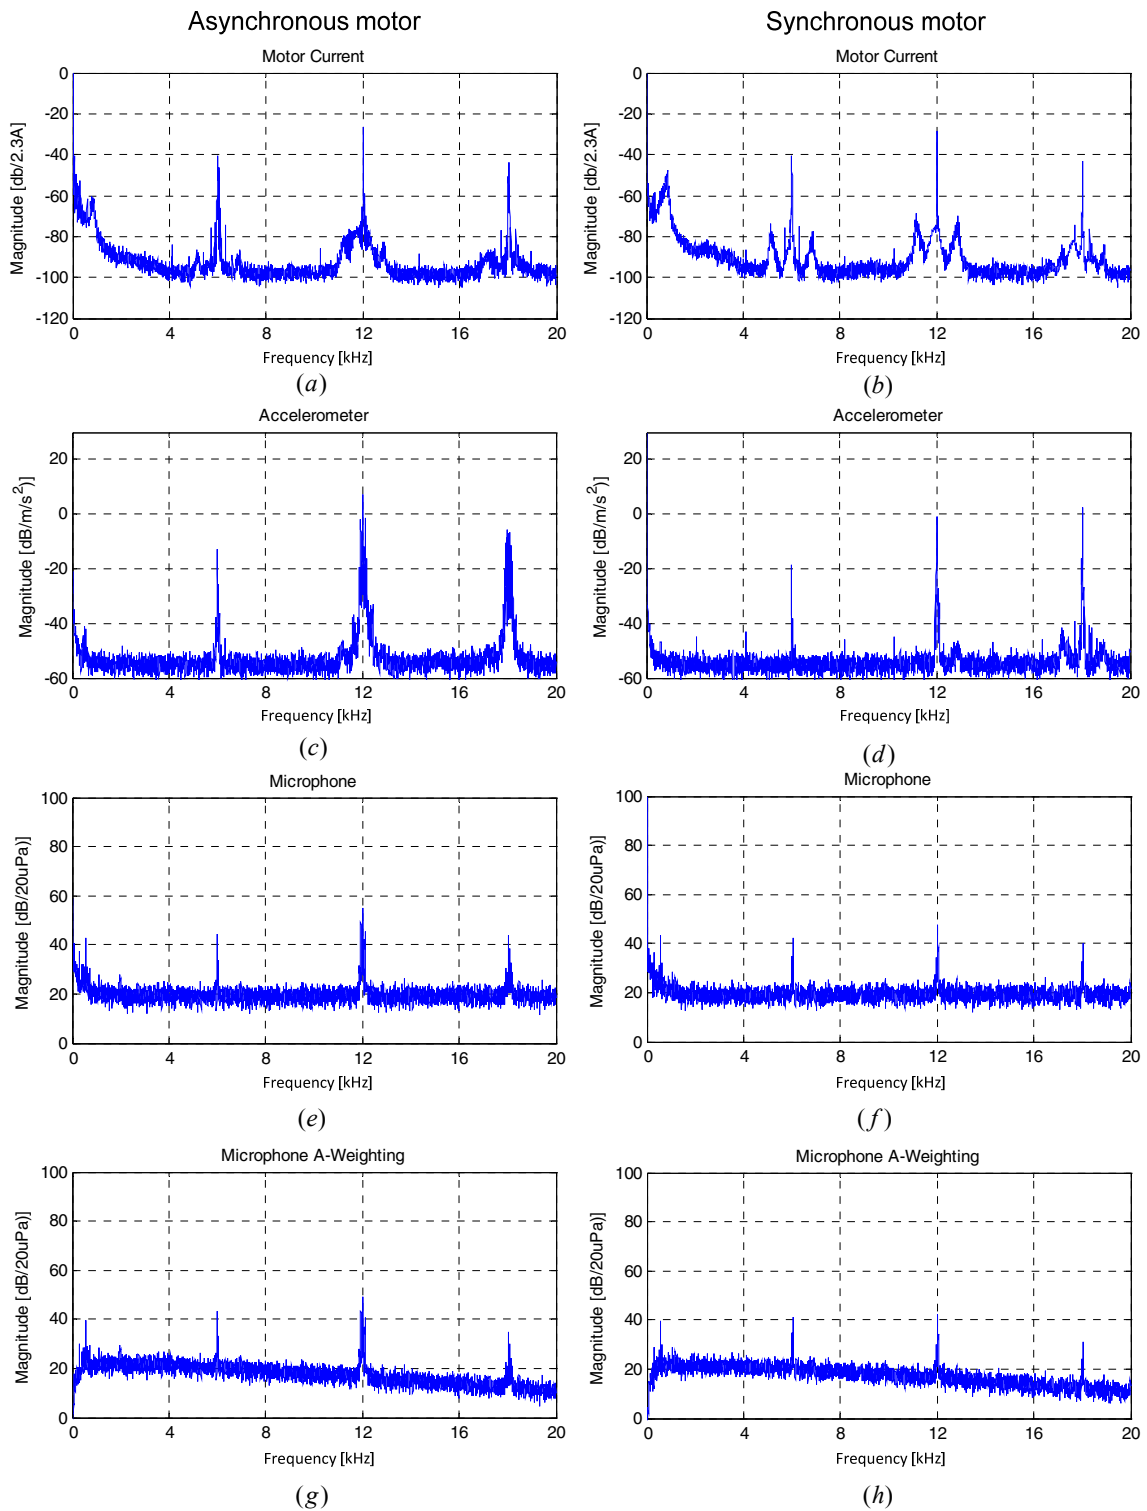 Asynchronous motor
Synchronous motor
Motor Current
Motor Current
0
-20
-40
-60
-80
-100
-120
Magnitude [db/2.3A]
0 4 8 12 16 20
Frequency [kHz]
(a)
0
-20
-40
-60
-80
-100
-120
Magnitude [db/2.3A]
0 4 8 12 16 20
Frequency [kHz]
(b)
Accelerometer
20
0
-20
-40
-60
Magnitude [dB/m/s²)]
0 4 8 12 16 20
Frequency [kHz]
(c)
Accelerometer
20
0
-20
-40
-60
Magnitude [dB/m/s²)]
0 4 8 12 16 20
Frequency [kHz]
(d)
Microphone
100
80
60
40
20
0
Magnitude [dB/20uPa)]
0 4 8 12 16 20
Frequency [kHz]
(e)
Microphone
100
80
60
40
20
0
Magnitude [dB/20uPa)]
0 4 8 12 16 20
Frequency [kHz]
(f)
Microphone A-Weighting
100
80
60
40
20
0
Magnitude [dB/20uPa)]
0 4 8 12 16 20
Frequency [kHz]
(g)
Microphone A-Weighting
100
80
60
40
20
0
Magnitude [dB/20uPa)]
0 4 8 12 16 20
Frequency [kHz]
(h)